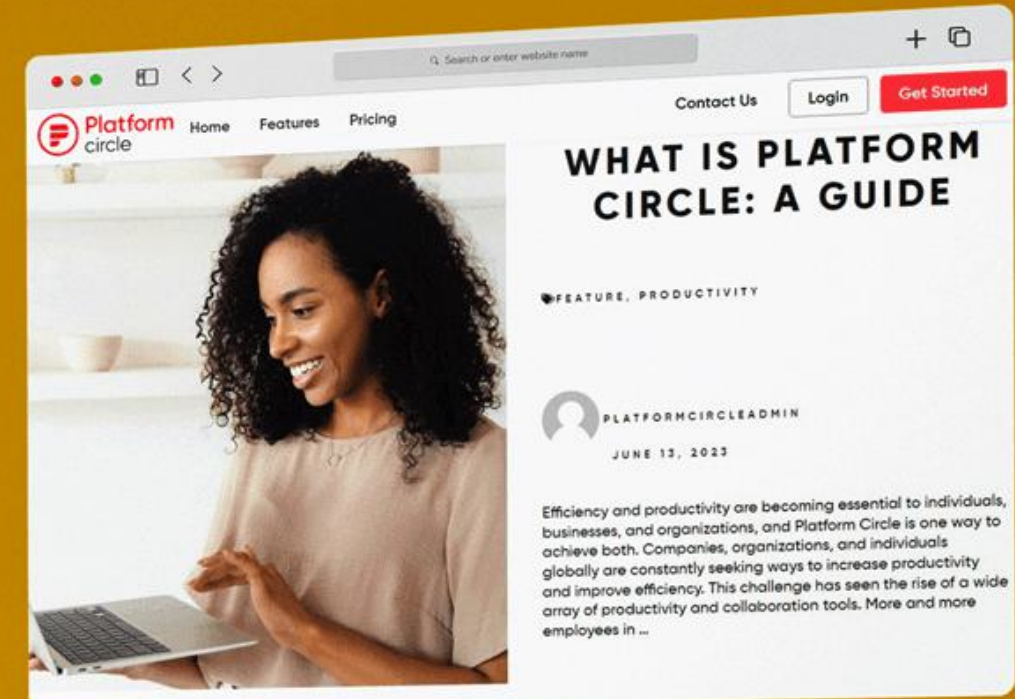 Search or enter website name
Platform
circle
Home
Features
Pricing
Contact Us
Login
Get Started
WHAT IS PLATFORM
CIRCLE: A GUIDE
FEATURE, PRODUCTIVITY
PLATFORMCIRCLEADMIN
JUNE 13, 2023
Efficiency and productivity are becoming essential to individuals,
businesses, and organizations, and Platform Circle is one way to
achieve both. Companies, organizations, and individuals
globally are constantly seeking ways to increase productivity
and improve efficiency. This challenge has seen the rise of a wide
array of productivity and collaboration tools. More and more
employees in ...